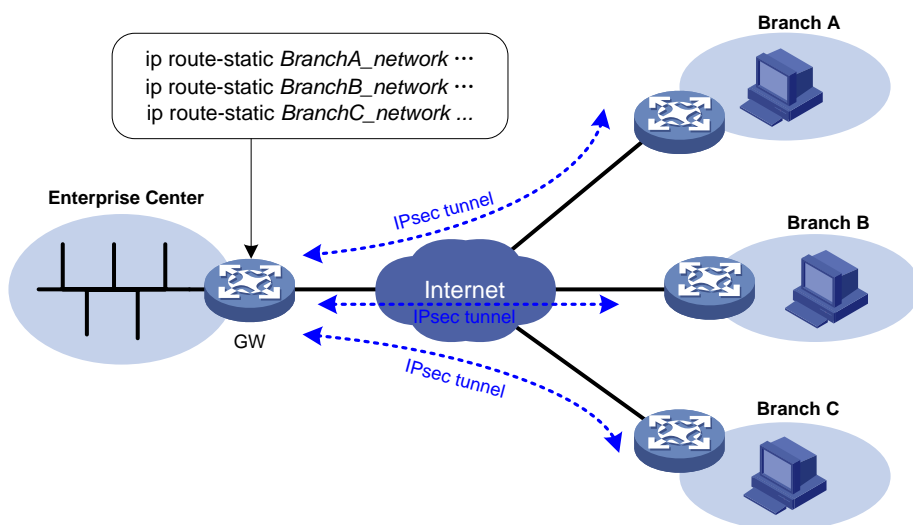 Branch A
ip route-static BranchA_network ···
ip route-static BranchB_network ···
ip route-static BranchC_network ...
Enterprise Center
IPsec tunnel
Branch B
Internet
IPsec tunnel
GW
IPsec tunnel
Branch C